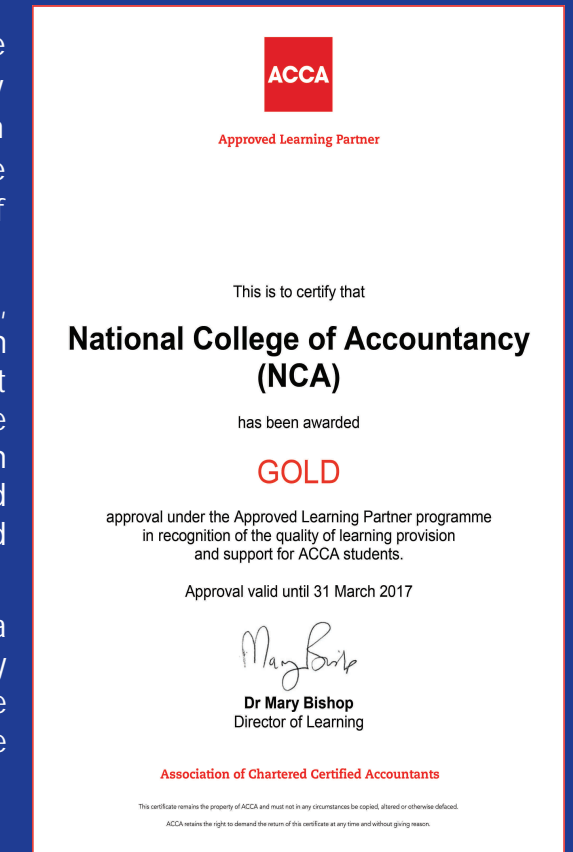 ACCA
Approved Learning Partner
This is to certify that
National College of Accountancy
(NCA)
has been awarded
GOLD
approval under the Approved Learning Partner programme
in recognition of the quality of learning provision
and support for ACCA students.
Approval valid until 31 March 2017
Mary Bishop
Dr Mary Bishop
Director of Learning
Association of Chartered Certified Accountants
This certificate remains the property of ACCA and must not in any circumstances be copied, altered or otherwise defaced.
ACCA retains the right to demand the return of this certificate at any time and without giving reason.